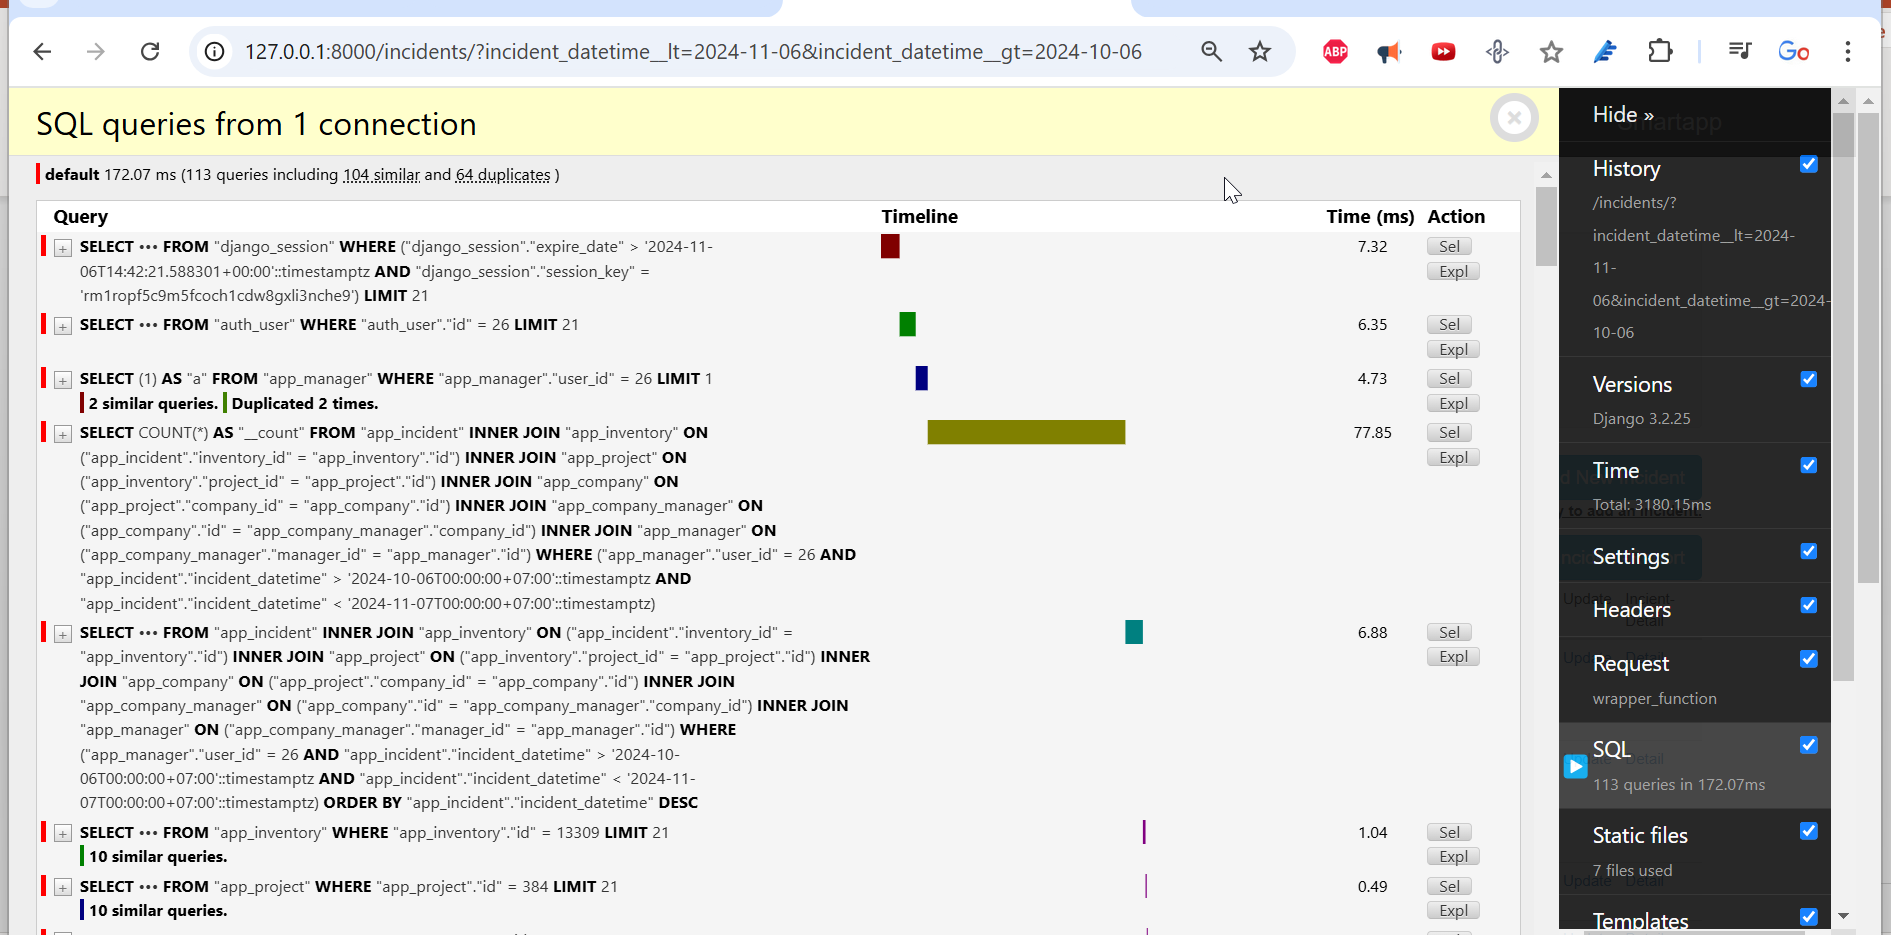 127.0.0.1:8000/incidents/?incident_datetime__lt=2024-11-06&incident_datetime__gt=2024-10-06
ABP
Go
SQL queries from 1 connection
default 172.07 ms (113 queries including 104 similar and 64 duplicates )
Query Timeline Time (ms) Action
SELECT ••• FROM "django_session" WHERE ("django_session"."expire_date" > '2024-11-
06T14:42:21.588301+00:00'::timestamptz AND "django_session"."session_key" =
'rm1ropf5c9m5fcoch1cdw8gxli3nche9') LIMIT 21
7.32
Sel
Expl
SELECT ••• FROM "auth_user" WHERE "auth_user"."id" = 26 LIMIT 21
6.35
Sel
Expl
SELECT (1) AS "a" FROM "app_manager" WHERE "app_manager"."user_id" = 26 LIMIT 1
2 similar queries. Duplicated 2 times.
4.73
Sel
Expl
SELECT COUNT(*) AS "__count" FROM "app_incident" INNER JOIN "app_inventory" ON
("app_incident"."inventory_id" = "app_inventory"."id") INNER JOIN "app_project" ON
("app_inventory"."project_id" = "app_project"."id") INNER JOIN "app_company" ON
("app_project"."company_id" = "app_company"."id") INNER JOIN "app_company_manager" ON
("app_company"."id" = "app_company_manager"."company_id") INNER JOIN "app_manager" ON
("app_company_manager"."manager_id" = "app_manager"."id") WHERE ("app_manager"."user_id" = 26 AND
"app_incident"."incident_datetime" > '2024-10-06T00:00:00+07:00'::timestamptz AND
"app_incident"."incident_datetime" < '2024-11-07T00:00:00+07:00'::timestamptz)
77.85
Sel
Expl
SELECT ••• FROM "app_incident" INNER JOIN "app_inventory" ON ("app_incident"."inventory_id" =
"app_inventory"."id") INNER JOIN "app_project" ON ("app_inventory"."project_id" = "app_project"."id") INNER
JOIN "app_company" ON ("app_project"."company_id" = "app_company"."id") INNER JOIN
"app_company_manager" ON ("app_company"."id" = "app_company_manager"."company_id") INNER JOIN
"app_manager" ON ("app_company_manager"."manager_id" = "app_manager"."id") WHERE
("app_manager"."user_id" = 26 AND "app_incident"."incident_datetime" > '2024-10-
06T00:00:00+07:00'::timestamptz AND "app_incident"."incident_datetime" < '2024-11-
07T00:00:00+07:00'::timestamptz) ORDER BY "app_incident"."incident_datetime" DESC
6.88
Sel
Expl
SELECT ••• FROM "app_inventory" WHERE "app_inventory"."id" = 13309 LIMIT 21
10 similar queries.
1.04
Sel
Expl
SELECT ••• FROM "app_project" WHERE "app_project"."id" = 384 LIMIT 21
10 similar queries.
0.49
Sel
Expl
Hide »
Smartapp
History
/incidents/?
incident_datetime__lt=2024-
11-
06&incident_datetime__gt=2024-
10-06
Versions
Django 3.2.25
Time
Total: 3180.15ms
Settings
Headers
Request
wrapper_function
SQL
113 queries in 172.07ms
Static files
7 files used
Templates